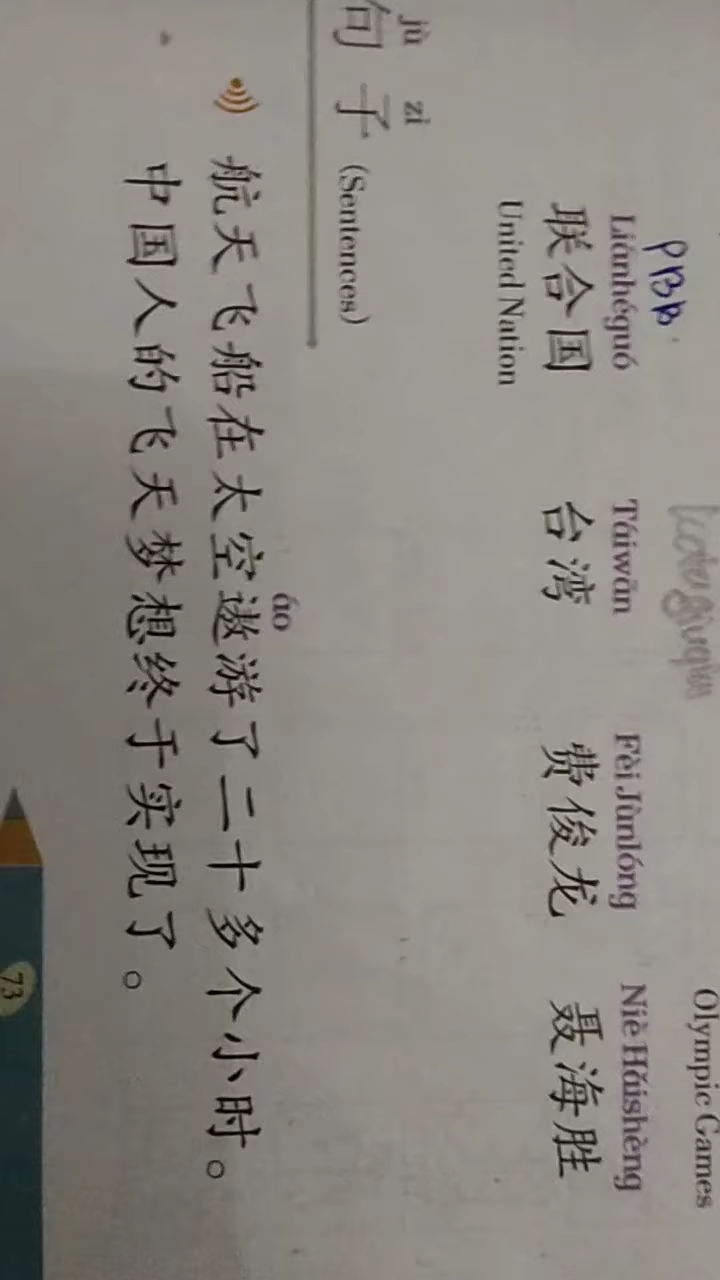 Olympic Games
PBB.
Liánhéguó Táiwān Fèi Jùnlóng Niè Hǎishèng
联合国 台湾 费俊龙 聂海胜
United Nation
jù zi
句子 (Sentences)
áo
航天飞船在太空遨游了二十多个小时。
中国人的飞天梦想终于实现了。
73